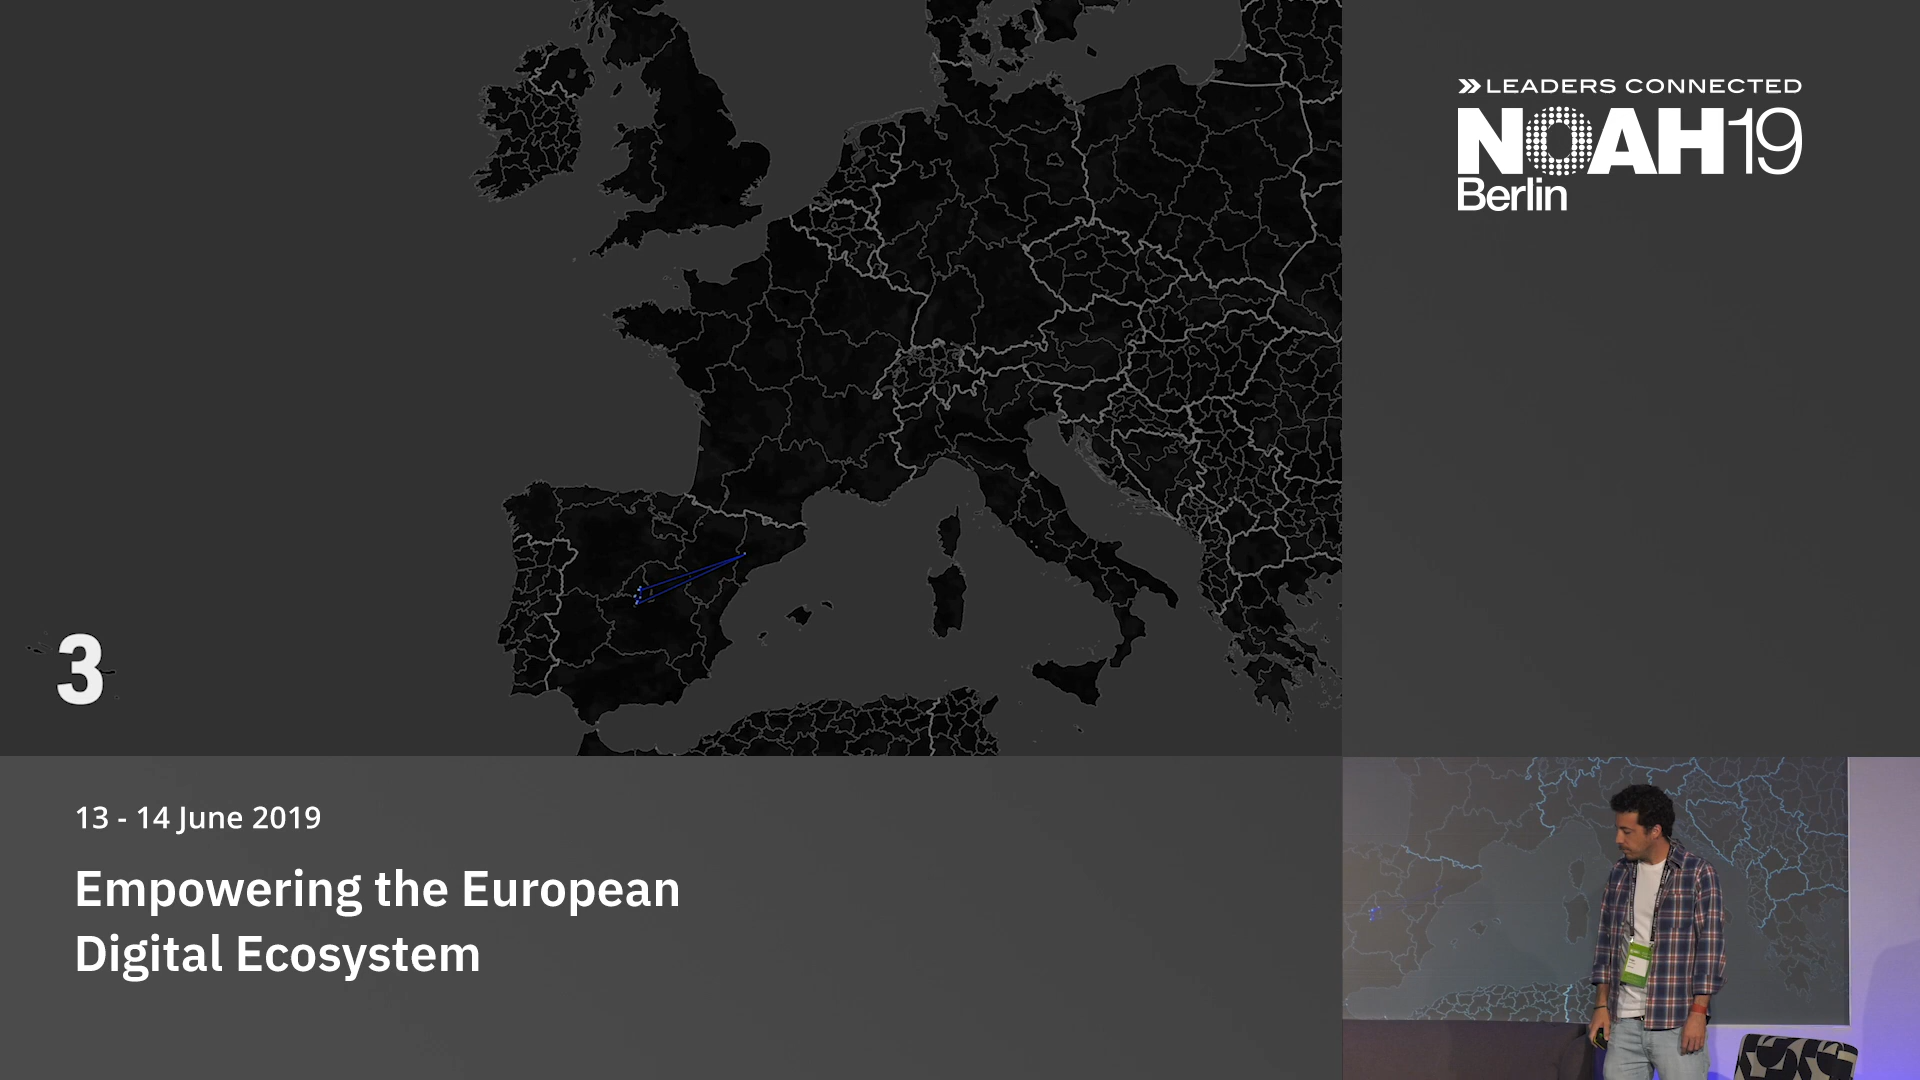 LEADERS CONNECTED
NOAH19
Berlin
3
13 - 14 June 2019
Empowering the European
Digital Ecosystem